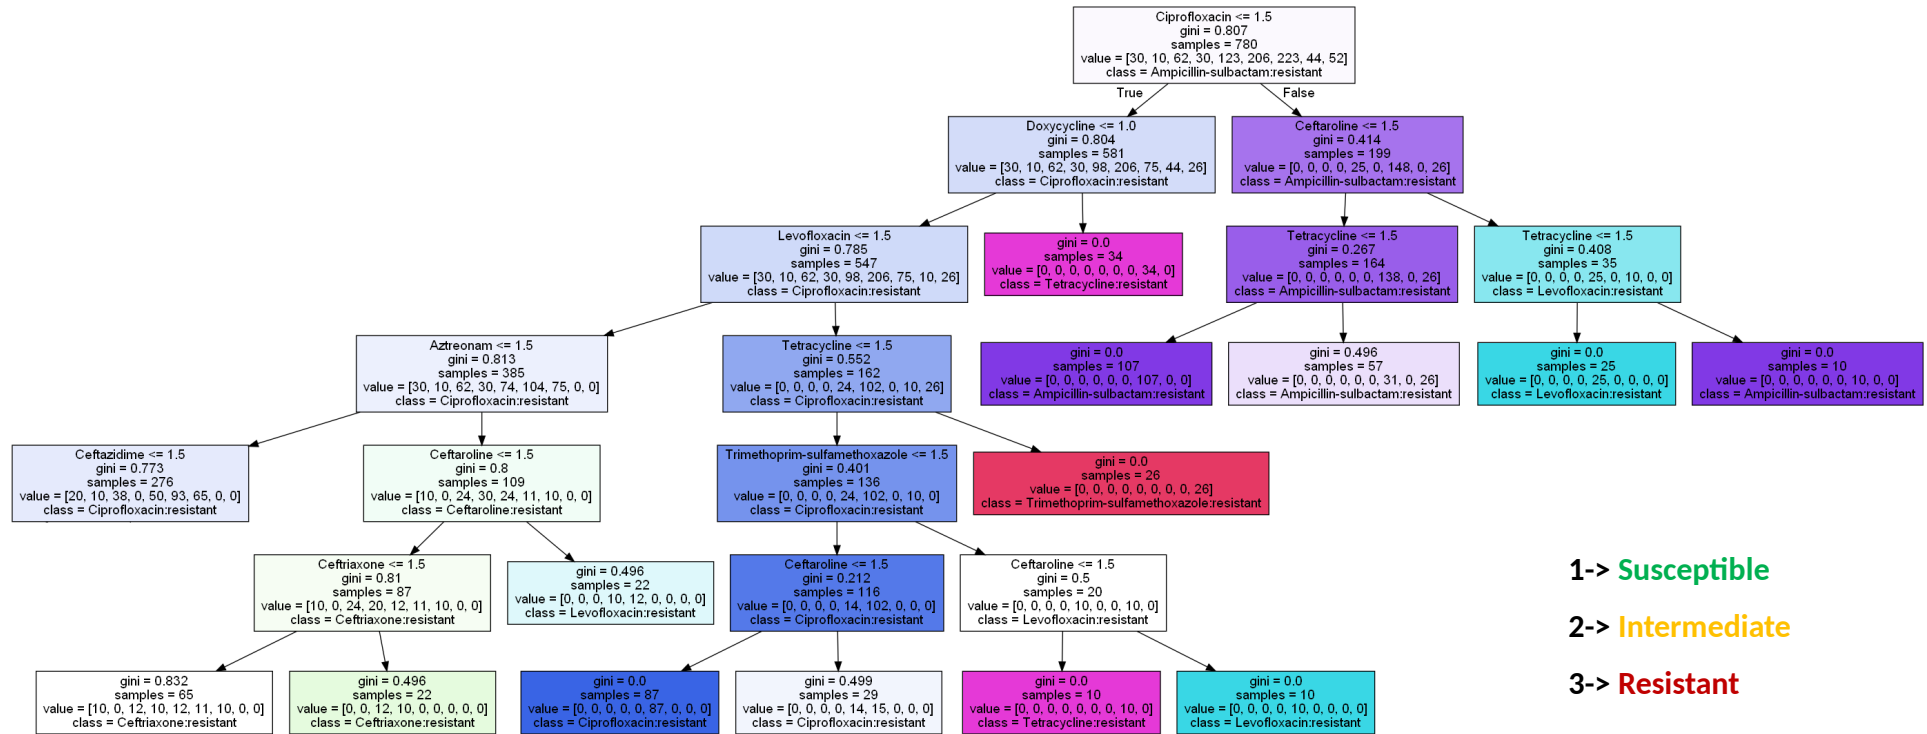 Ciprofloxacin <= 1.5
gini = 0.807
samples = 780
value = [30, 10, 62, 30, 123, 206, 223, 44, 52]
class = Ampicillin-sulbactam:resistant
True
False
Doxycycline <= 1.0
gini = 0.804
samples = 581
value = [30, 10, 62, 30, 98, 206, 75, 44, 26]
class = Ciprofloxacin:resistant
Ceftaroline <= 1.5
gini = 0.414
samples = 199
value = [0, 0, 0, 0, 25, 0, 148, 0, 26]
class = Ampicillin-sulbactam:resistant
Levofloxacin <= 1.5
gini = 0.785
samples = 547
value = [30, 10, 62, 30, 98, 206, 75, 10, 26]
class = Ciprofloxacin:resistant
gini = 0.0
samples = 34
value = [0, 0, 0, 0, 0, 0, 0, 34, 0]
class = Tetracycline:resistant
Tetracycline <= 1.5
gini = 0.267
samples = 164
value = [0, 0, 0, 0, 0, 0, 138, 0, 26]
class = Ampicillin-sulbactam:resistant
Tetracycline <= 1.5
gini = 0.408
samples = 35
value = [0, 0, 0, 0, 25, 0, 10, 0, 0]
class = Levofloxacin:resistant
Aztreonam <= 1.5
gini = 0.813
samples = 385
value = [30, 10, 62, 30, 74, 104, 75, 0, 0]
class = Ciprofloxacin:resistant
Tetracycline <= 1.5
gini = 0.552
samples = 162
value = [0, 0, 0, 0, 24, 102, 0, 10, 26]
class = Ciprofloxacin:resistant
gini = 0.0
samples = 107
value = [0, 0, 0, 0, 0, 0, 107, 0, 0]
class = Ampicillin-sulbactam:resistant
gini = 0.496
samples = 57
value = [0, 0, 0, 0, 0, 0, 31, 0, 26]
class = Ampicillin-sulbactam:resistant
gini = 0.0
samples = 25
value = [0, 0, 0, 0, 25, 0, 0, 0, 0]
class = Levofloxacin:resistant
gini = 0.0
samples = 10
value = [0, 0, 0, 0, 0, 0, 10, 0, 0]
class = Ampicillin-sulbactam:resistant
Ceftazidime <= 1.5
gini = 0.773
samples = 276
value = [20, 10, 38, 0, 50, 93, 65, 0, 0]
class = Ciprofloxacin:resistant
Ceftaroline <= 1.5
gini = 0.8
samples = 109
value = [10, 0, 24, 30, 24, 11, 10, 0, 0]
class = Ceftaroline:resistant
Trimethoprim-sulfamethoxazole <= 1.5
gini = 0.401
samples = 136
value = [0, 0, 0, 0, 24, 102, 0, 10, 0]
class = Ciprofloxacin:resistant
gini = 0.0
samples = 26
value = [0, 0, 0, 0, 0, 0, 0, 0, 26]
class = Trimethoprim-sulfamethoxazole:resistant
Ceftriaxone <= 1.5
gini = 0.81
samples = 87
value = [10, 0, 24, 20, 12, 11, 10, 0, 0]
class = Ceftriaxone:resistant
gini = 0.496
samples = 22
value = [0, 0, 0, 10, 12, 0, 0, 0, 0]
class = Levofloxacin:resistant
Ceftaroline <= 1.5
gini = 0.212
samples = 116
value = [0, 0, 0, 0, 14, 102, 0, 0, 0]
class = Ciprofloxacin:resistant
Ceftaroline <= 1.5
gini = 0.5
samples = 20
value = [0, 0, 0, 0, 10, 0, 0, 10, 0]
class = Levofloxacin:resistant
gini = 0.832
samples = 65
value = [10, 0, 12, 10, 12, 11, 10, 0, 0]
class = Ceftriaxone:resistant
gini = 0.496
samples = 22
value = [0, 0, 12, 10, 0, 0, 0, 0, 0]
class = Ceftriaxone:resistant
gini = 0.0
samples = 87
value = [0, 0, 0, 0, 0, 87, 0, 0, 0]
class = Ciprofloxacin:resistant
gini = 0.499
samples = 29
value = [0, 0, 0, 0, 14, 15, 0, 0, 0]
class = Ciprofloxacin:resistant
gini = 0.0
samples = 10
value = [0, 0, 0, 0, 0, 0, 0, 10, 0]
class = Tetracycline:resistant
gini = 0.0
samples = 10
value = [0, 0, 0, 0, 10, 0, 0, 0, 0]
class = Levofloxacin:resistant
1-> Susceptible
2-> Intermediate
3-> Resistant